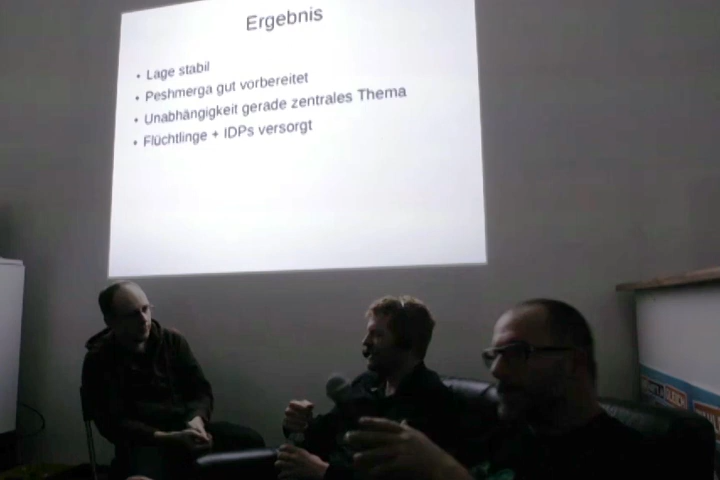 Ergebnis
• Lage stabil
• Peshmerga gut vorbereitet
• Unabhängigkeit gerade zentrales Thema
• Flüchtlinge + IDPs versorgt